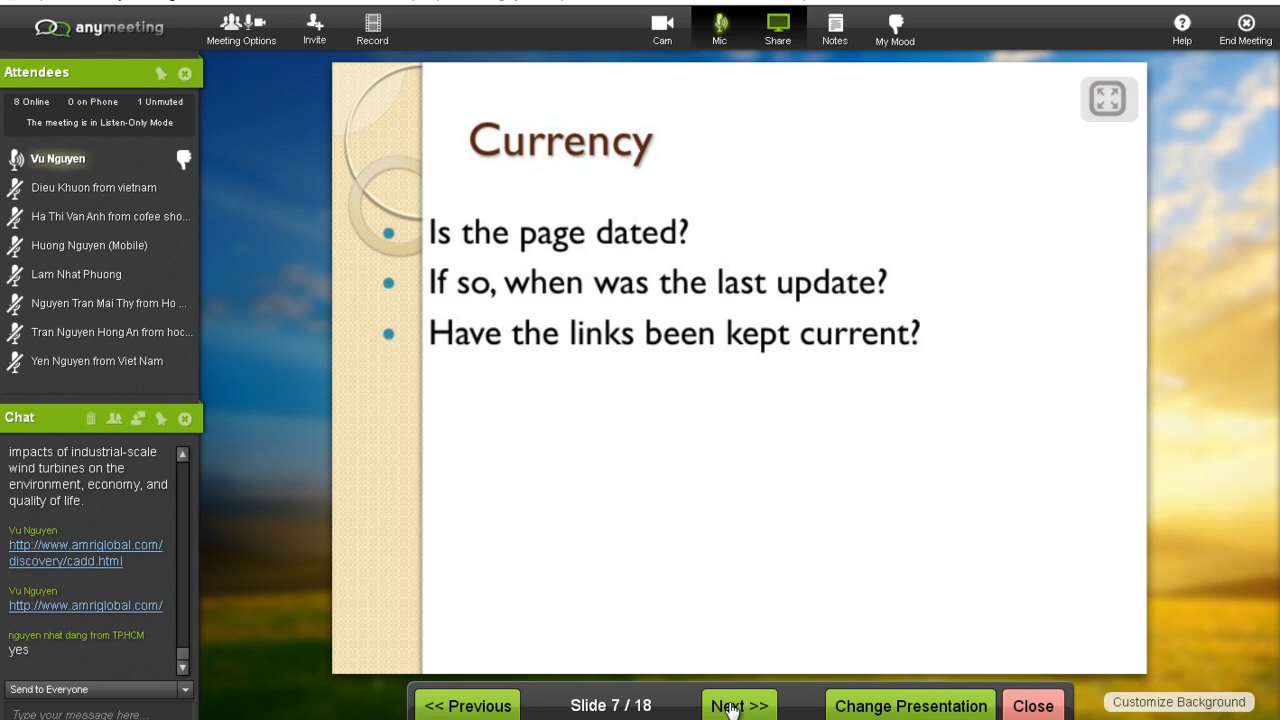 anymeeting
Meeting Options
Invite
Record
Cam
Mic
Share
Notes
My Mood
Help
End Meeting
Attendees
8 Online 0 on Phone 1 Unmuted
The meeting is in Listen-Only Mode
Vu Nguyen
Dieu Khuon from vietnam
Ha Thi Van Anh from cofee sho...
Huong Nguyen (Mobile)
Lam Nhat Phuong
Nguyen Tran Mai Thy from Ho ...
Tran Nguyen Hong An from hoc...
Yen Nguyen from Viet Nam
Chat
impacts of industrial-scale
wind turbines on the
environment, economy, and
quality of life.
Vu Nguyen
http://www.amriglobal.com/
discovery/cadd.html
Vu Nguyen
http://www.amriglobal.com/
nguyen nhat dang from TP.HCM
yes
Send to Everyone
Type your message here...
Currency
• Is the page dated?
• If so, when was the last update?
• Have the links been kept current?
<< Previous
Slide 7 / 18
Next >>
Change Presentation
Close
Customize Background